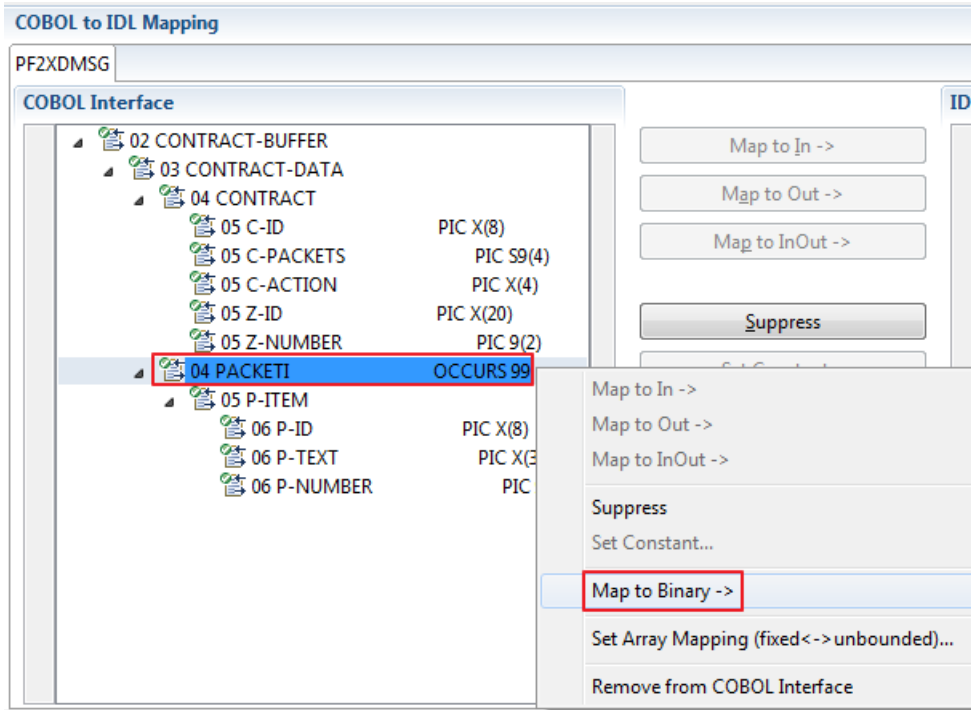 COBOL to IDL Mapping
PF2XDMSG
COBOL Interface
ID
02 CONTRACT-BUFFER
03 CONTRACT-DATA
04 CONTRACT
05 C-ID PIC X(8)
05 C-PACKETS PIC S9(4)
05 C-ACTION PIC X(4)
05 Z-ID PIC X(20)
05 Z-NUMBER PIC 9(2)
04 PACKETI OCCURS 99
05 P-ITEM
06 P-ID PIC X(8)
06 P-TEXT PIC X(3
06 P-NUMBER PIC
Map to In ->
Map to Out ->
Map to InOut ->
Suppress
Map to In ->
Map to Out ->
Map to InOut ->
Suppress
Set Constant...
Map to Binary ->
Set Array Mapping (fixed<->unbounded)...
Remove from COBOL Interface